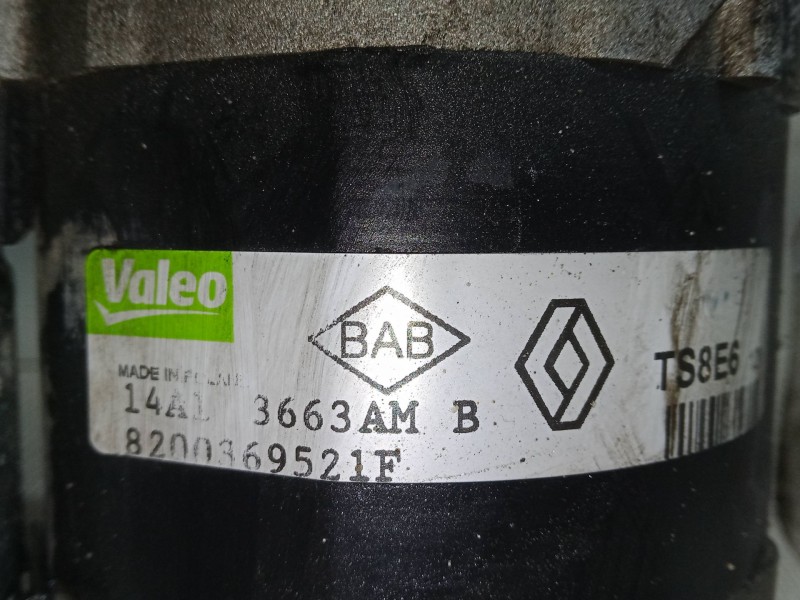 Valeo
BAB
TS8E6
MADE IN POLAND
14A1 3663AM B
8200369521F